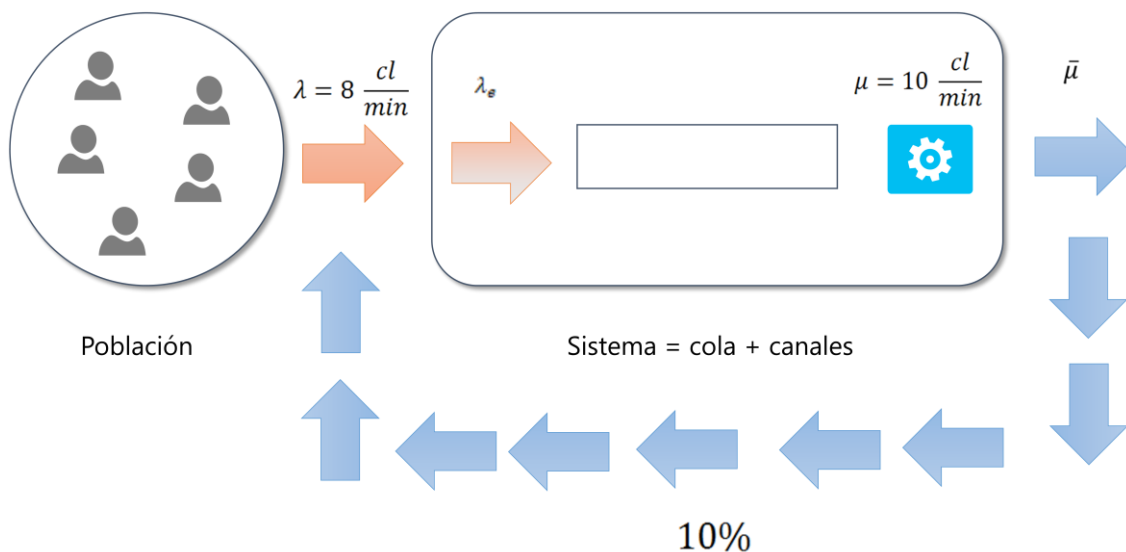 λ = 8 cl/min
λₑ
μ = 10 cl/min
μ̄
Población
Sistema = cola + canales
10%